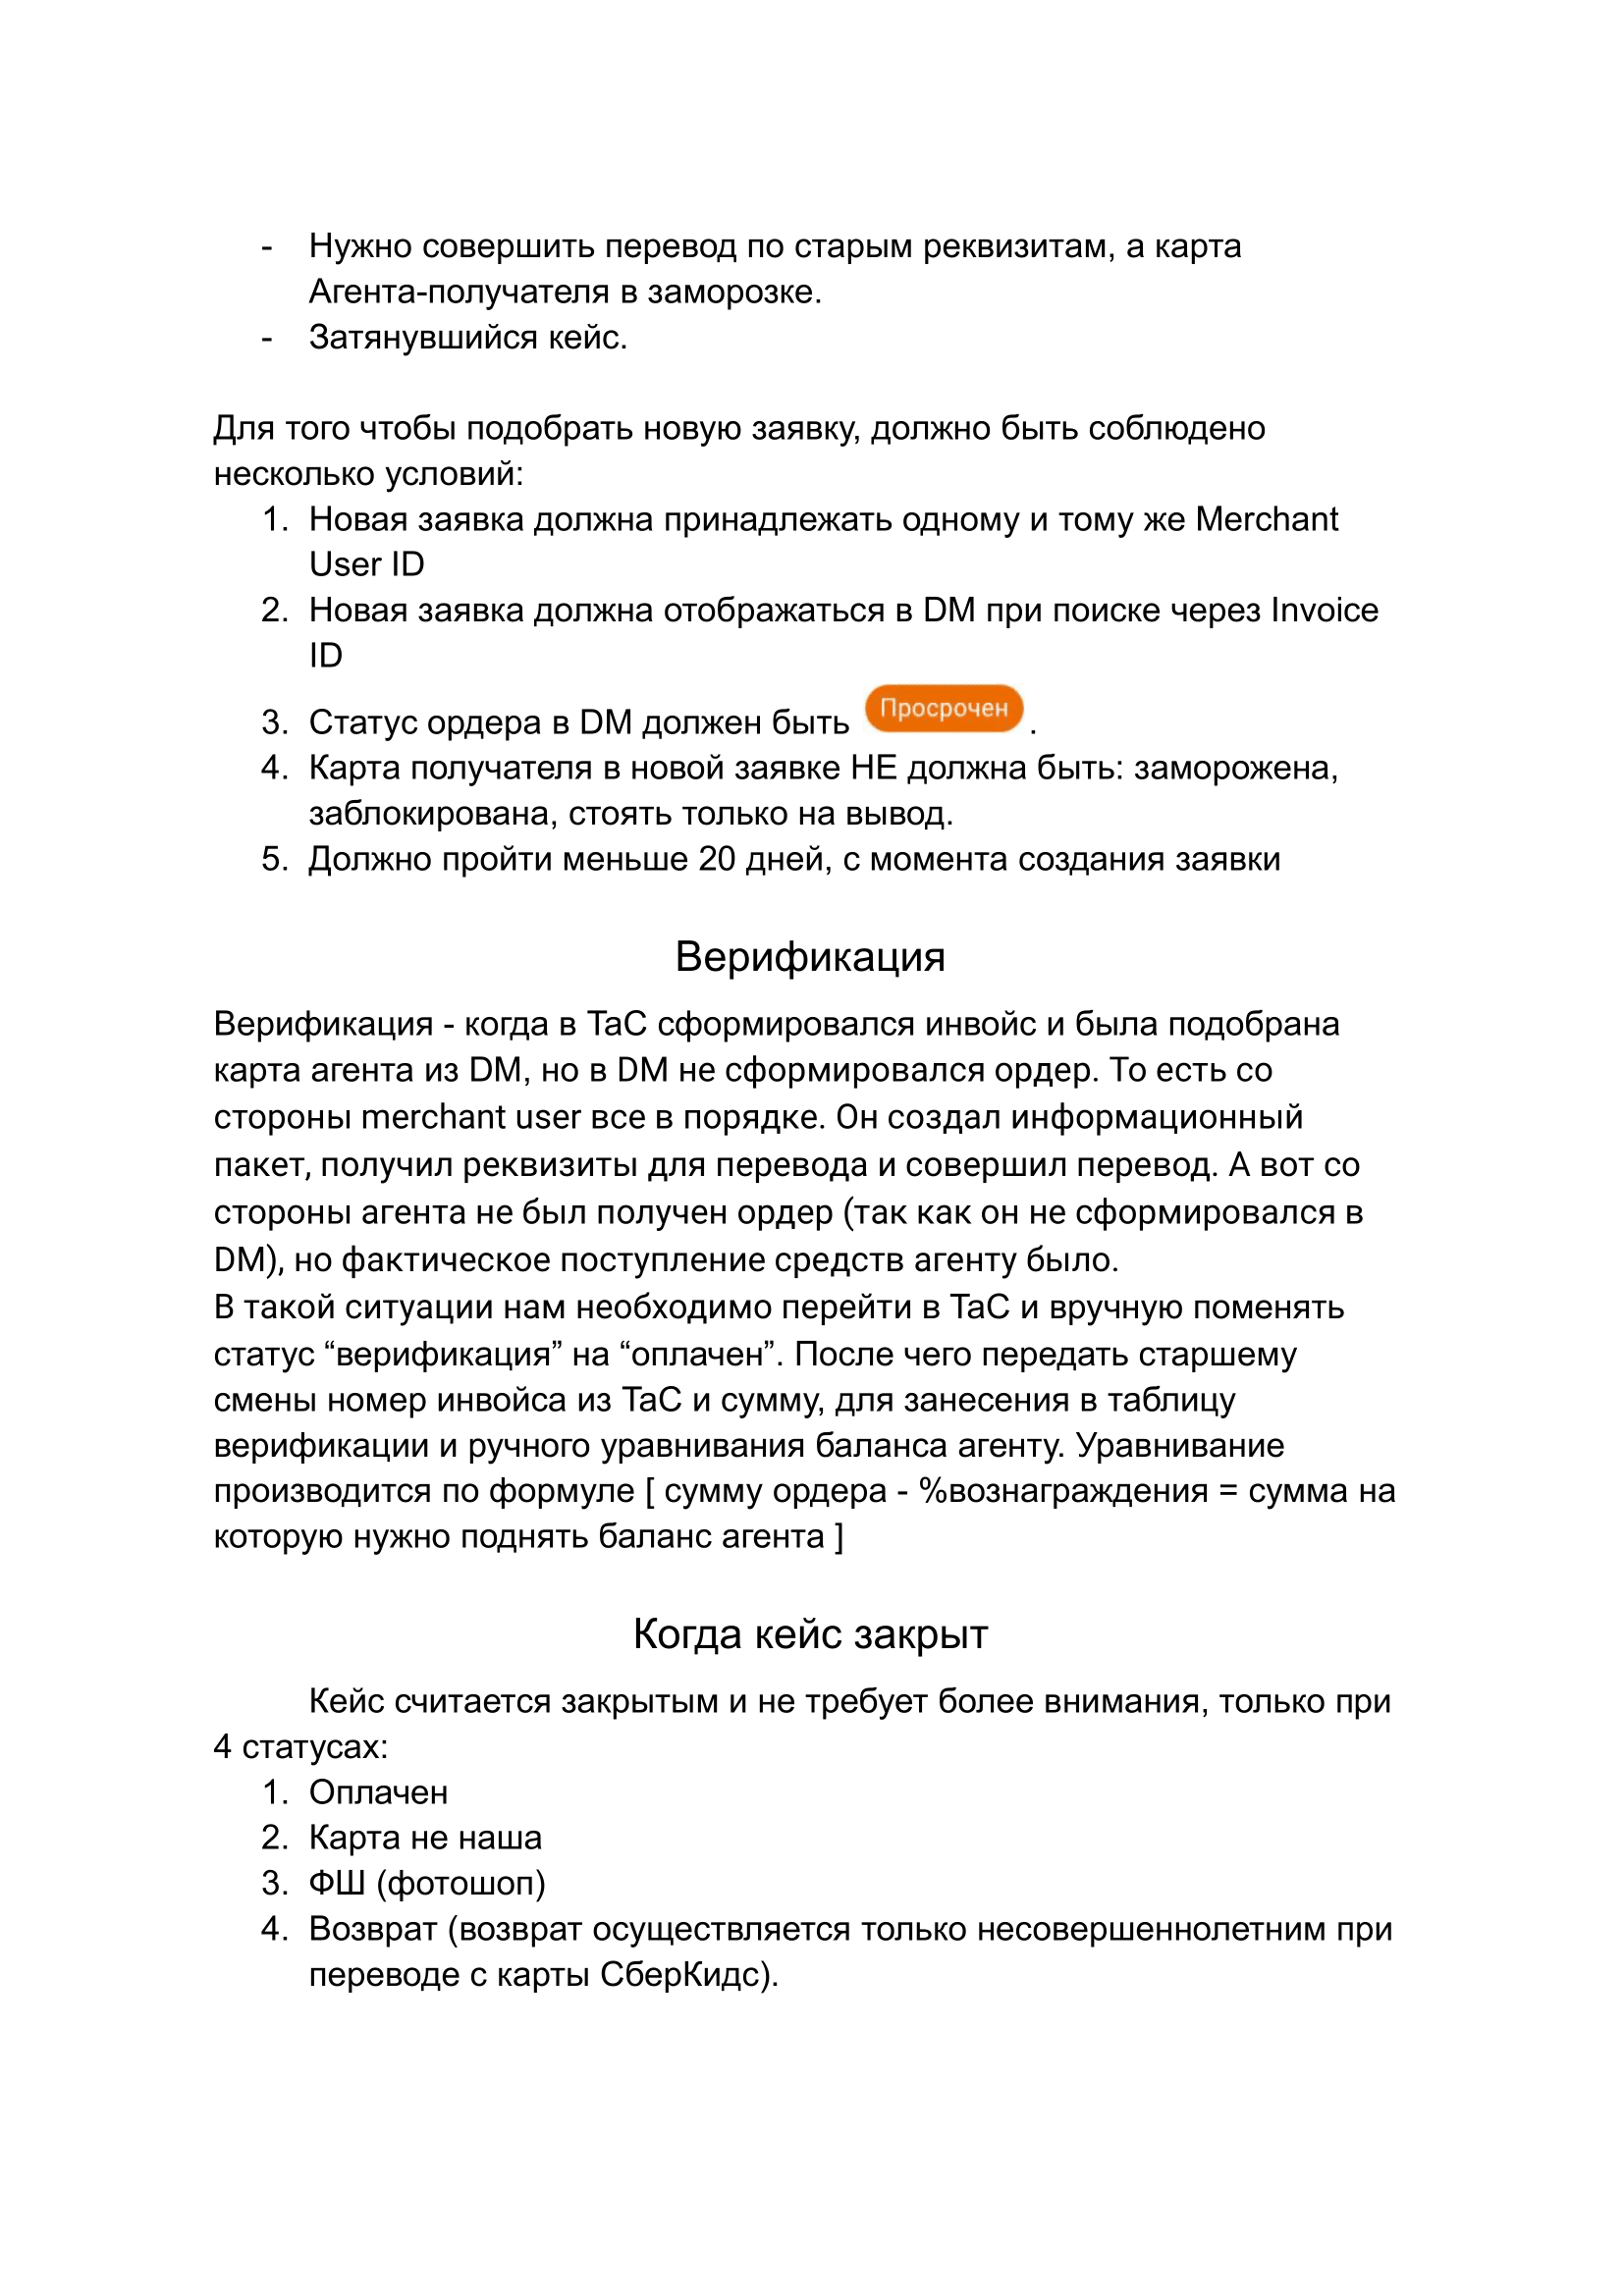 - Нужно совершить перевод по старым реквизитам, а карта
Агента-получателя в заморозке.
- Затянувшийся кейс.
Для того чтобы подобрать новую заявку, должно быть соблюдено
несколько условий:
1. Новая заявка должна принадлежать одному и тому же Merchant
User ID
2. Новая заявка должна отображаться в DM при поиске через Invoice
ID
3. Статус ордера в DM должен быть Просрочен .
4. Карта получателя в новой заявке НЕ должна быть: заморожена,
заблокирована, стоять только на вывод.
5. Должно пройти меньше 20 дней, с момента создания заявки
Верификация
Верификация - когда в ТаС сформировался инвойс и была подобрана
карта агента из DM, но в DM не сформировался ордер. То есть со
стороны merchant user все в порядке. Он создал информационный
пакет, получил реквизиты для перевода и совершил перевод. А вот со
стороны агента не был получен ордер (так как он не сформировался в
DM), но фактическое поступление средств агенту было.
В такой ситуации нам необходимо перейти в ТаС и вручную поменять
статус “верификация” на “оплачен”. После чего передать старшему
смены номер инвойса из ТаС и сумму, для занесения в таблицу
верификации и ручного уравнивания баланса агенту. Уравнивание
производится по формуле [ сумму ордера - %вознаграждения = сумма на
которую нужно поднять баланс агента ]
Когда кейс закрыт
Кейс считается закрытым и не требует более внимания, только при
4 статусах:
1. Оплачен
2. Карта не наша
3. ФШ (фотошоп)
4. Возврат (возврат осуществляется только несовершеннолетним при
переводе с карты СберКидс).